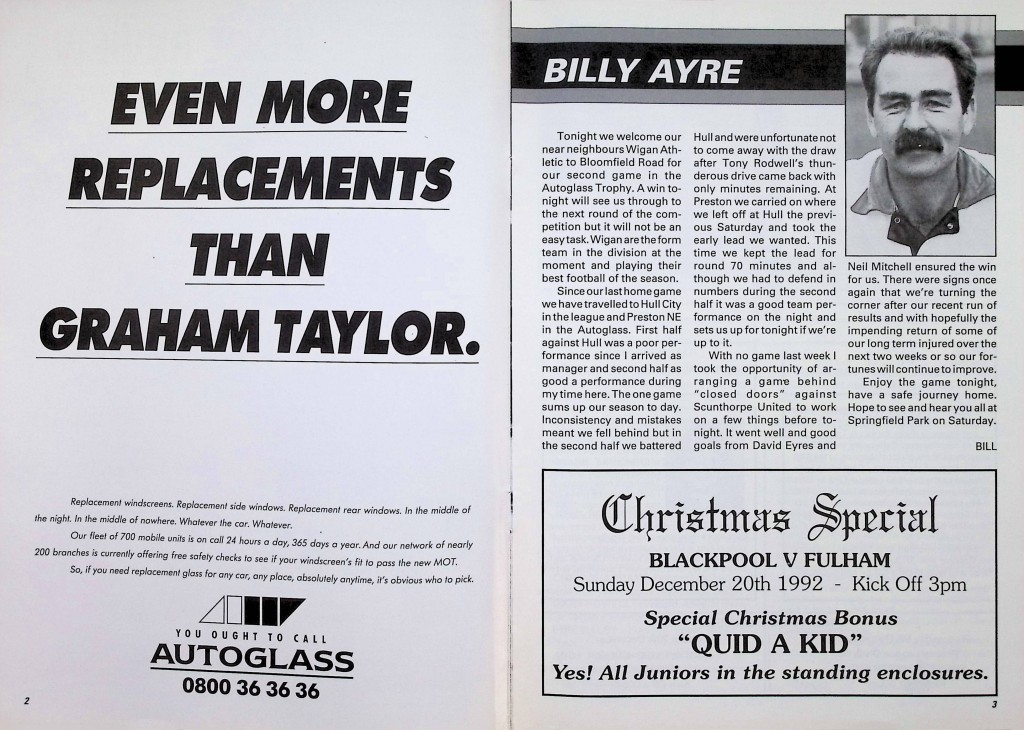 EVEN MORE
REPLACEMENTS
THAN
GRAHAM TAYLOR.
Replacement windscreens. Replacement side windows. Replacement rear windows. In the middle of
the night. In the middle of nowhere. Whatever the car. Whatever.
Our fleet of 700 mobile units is on call 24 hours a day, 365 days a year. And our network of nearly
200 branches is currently offering free safety checks to see if your windscreen's fit to pass the new MOT.
So, if you need replacement glass for any car, any place, absolutely anytime, it's obvious who to pick.
YOU OUGHT TO CALL
AUTOGLASS
0800 36 36 36
2
BILLY AYRE
Tonight we welcome our
near neighbours Wigan Ath-
letic to Bloomfield Road for
our second game in the
Autoglass Trophy. A win to-
night will see us through to
the next round of the com-
petition but it will not be an
easy task. Wigan are the form
team in the division at the
moment and playing their
best football of the season.
Since our last home game
we have travelled to Hull City
in the league and Preston NE
in the Autoglass. First half
against Hull was a poor per-
formance since I arrived as
manager and second half as
good a performance during
my time here. The one game
sums up our season to day.
Inconsistency and mistakes
meant we fell behind but in
the second half we battered
Hull and were unfortunate not
to come away with the draw
after Tony Rodwell's thun-
derous drive came back with
only minutes remaining. At
Preston we carried on where
we left off at Hull the previ-
ous Saturday and took the
early lead we wanted. This
time we kept the lead for
round 70 minutes and al-
though we had to defend in
numbers during the second
half it was a good team per-
formance on the night and
sets us up for tonight if we're
up to it.
With no game last week I
took the opportunity of ar-
ranging a game behind
"closed doors" against
Scunthorpe United to work
on a few things before to-
night. It went well and good
goals from David Eyres and
Neil Mitchell ensured the win
for us. There were signs once
again that we're turning the
corner after our recent run of
results and with hopefully the
impending return of some of
our long term injured over the
next two weeks or so our for-
tunes will continue to improve.
Enjoy the game tonight,
have a safe journey home.
Hope to see and hear you all at
Springfield Park on Saturday.
BILL
Christmas Special
BLACKPOOL V FULHAM
Sunday December 20th 1992 - Kick Off 3pm
Special Christmas Bonus
"QUID A KID"
Yes! All Juniors in the standing enclosures.
3